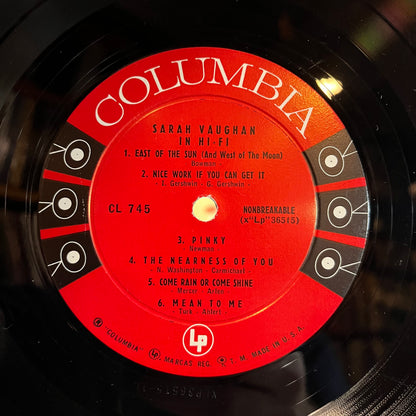 COLUMBIA
SARAH VAUGHAN
IN HI-FI
1. EAST OF THE SUN (And West of The Moon)
Bowman -
2. NICE WORK IF YOU CAN GET IT
- I. Gershwin - G. Gershwin -
CL 745
NONBREAKABLE
(x"Lp"36515)
3. PINKY
- Newman
4. THE NEARNESS OF YOU
- N. Washington - Carmichael -
5. COME RAIN OR COME SHINE
- Mercer - Arlen
6. MEAN TO ME
Turk - Ahlert
® "COLUMBIA" Lp MARCAS REG. T. M. MADE IN U.S.A.
Lp